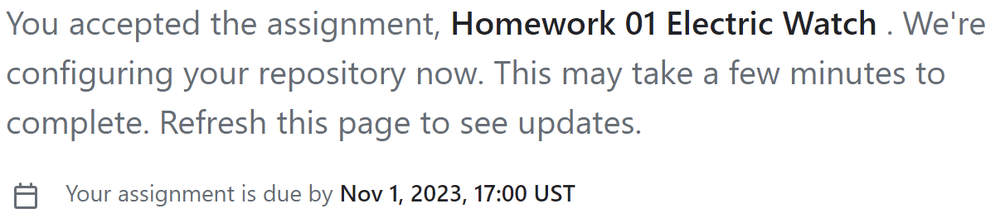 You accepted the assignment, Homework 01 Electric Watch . We're
configuring your repository now. This may take a few minutes to
complete. Refresh this page to see updates.
Your assignment is due by Nov 1, 2023, 17:00 UST